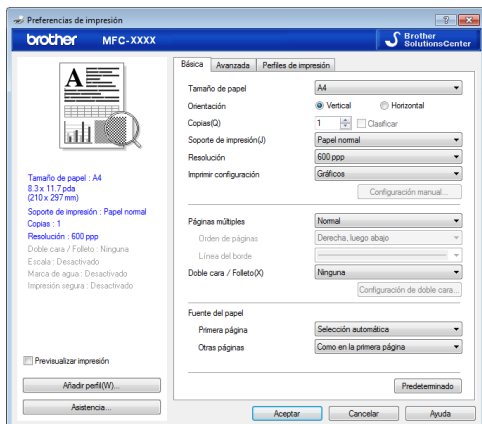 Preferencias de impresión
brother MFC-XXXX
Brother
SolutionsCenter
Básica Avanzada Perfiles de impresión
A
Tamaño de papel : A4
8.3 x 11.7 pda
(210 x 297 mm)
Soporte de impresión : Papel normal
Copias : 1
Resolución : 600 ppp
Doble cara / Folleto : Ninguna
Escala : Desactivado
Marca de agua : Desactivado
Impresión segura : Desactivado
Previsualizar impresión
Añadir perfil(W)...
Asistencia...
Tamaño de papel A4
Orientación Vertical Horizontal
Copias(Q) 1 Clasificar
Soporte de impresión(J) Papel normal
Resolución 600 ppp
Imprimir configuración Gráficos
Configuración manual...
Páginas múltiples Normal
Orden de páginas Derecha, luego abajo
Línea del borde
Doble cara / Folleto(X) Ninguna
Configuración de doble cara...
Fuente del papel
Primera página Selección automática
Otras páginas Como en la primera página
Predeterminado
Aceptar Cancelar Ayuda